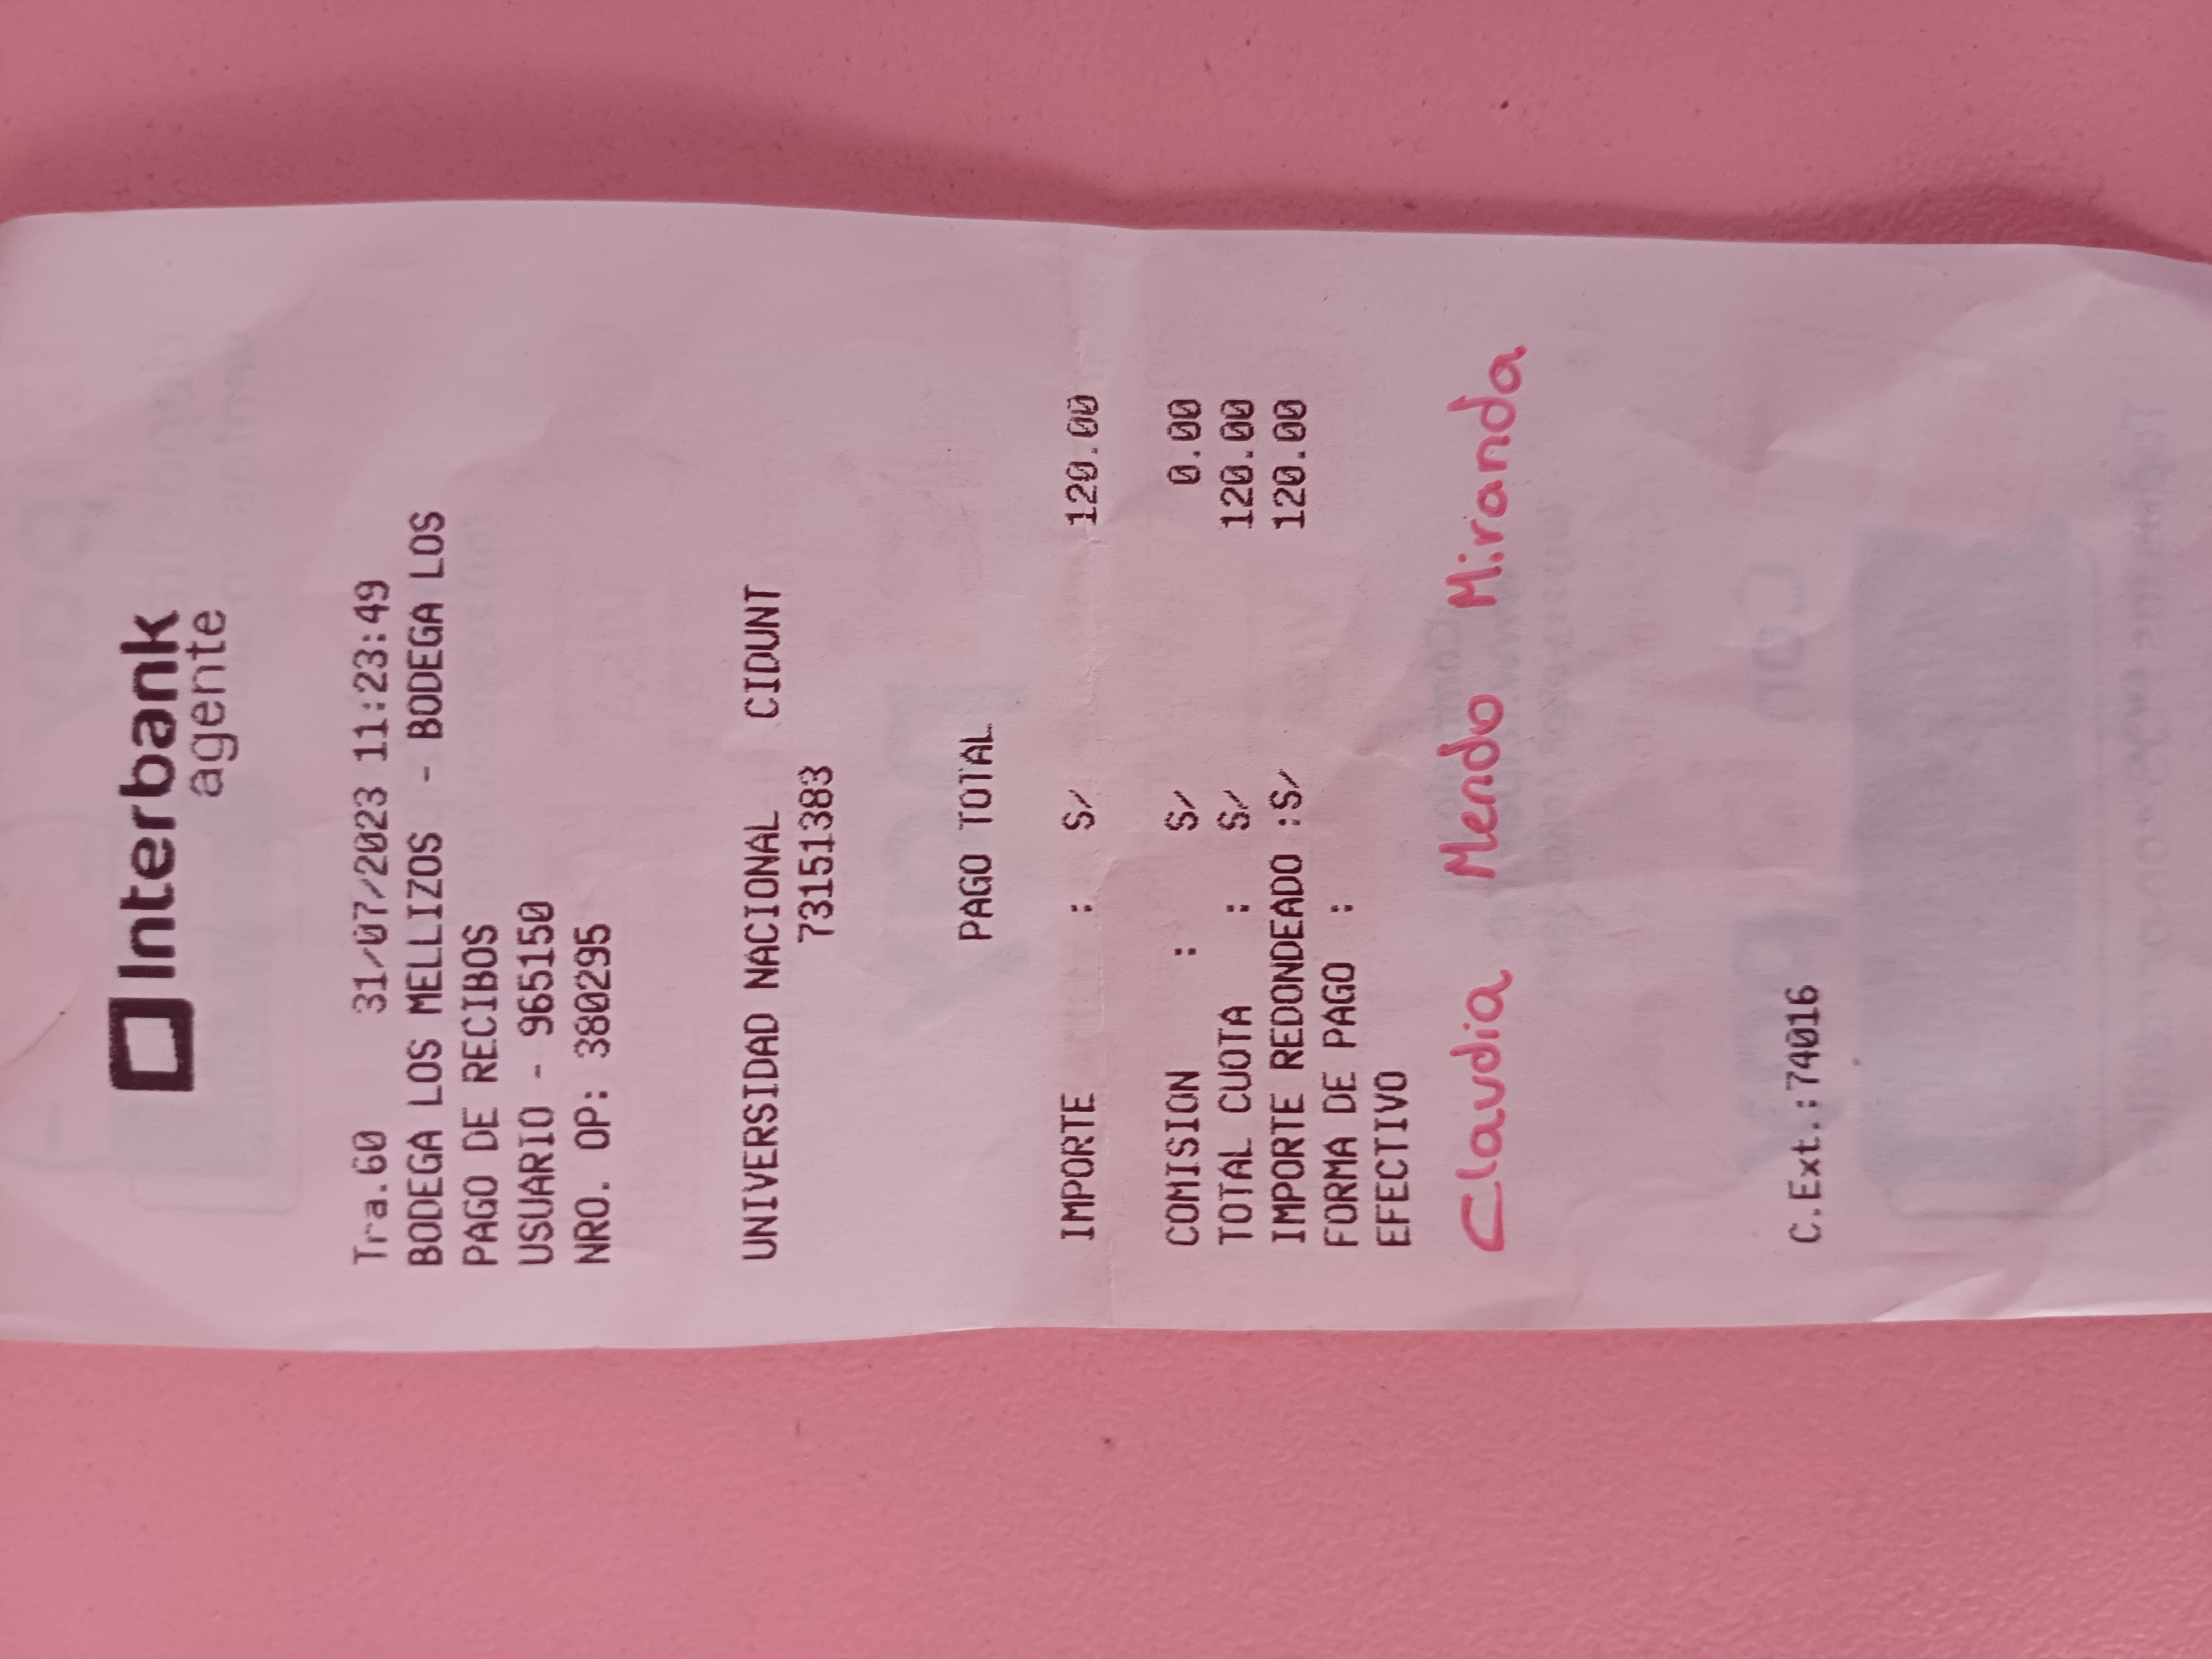 Interbank
agente
Tra.60 31/07/2023 11:23:49
BODEGA LOS MELLIZOS - BODEGA LOS
PAGO DE RECIBOS
USUARIO - 965150
NRO. OP: 380295
UNIVERSIDAD NACIONAL CIDUNT
73151383
PAGO TOTAL
IMPORTE : S/ 120.00
COMISION : S/ 0.00
TOTAL CUOTA : S/ 120.00
IMPORTE REDONDEADO :S/ 120.00
FORMA DE PAGO :
EFECTIVO
Claudia Mendo Miranda
C.Ext.:74016